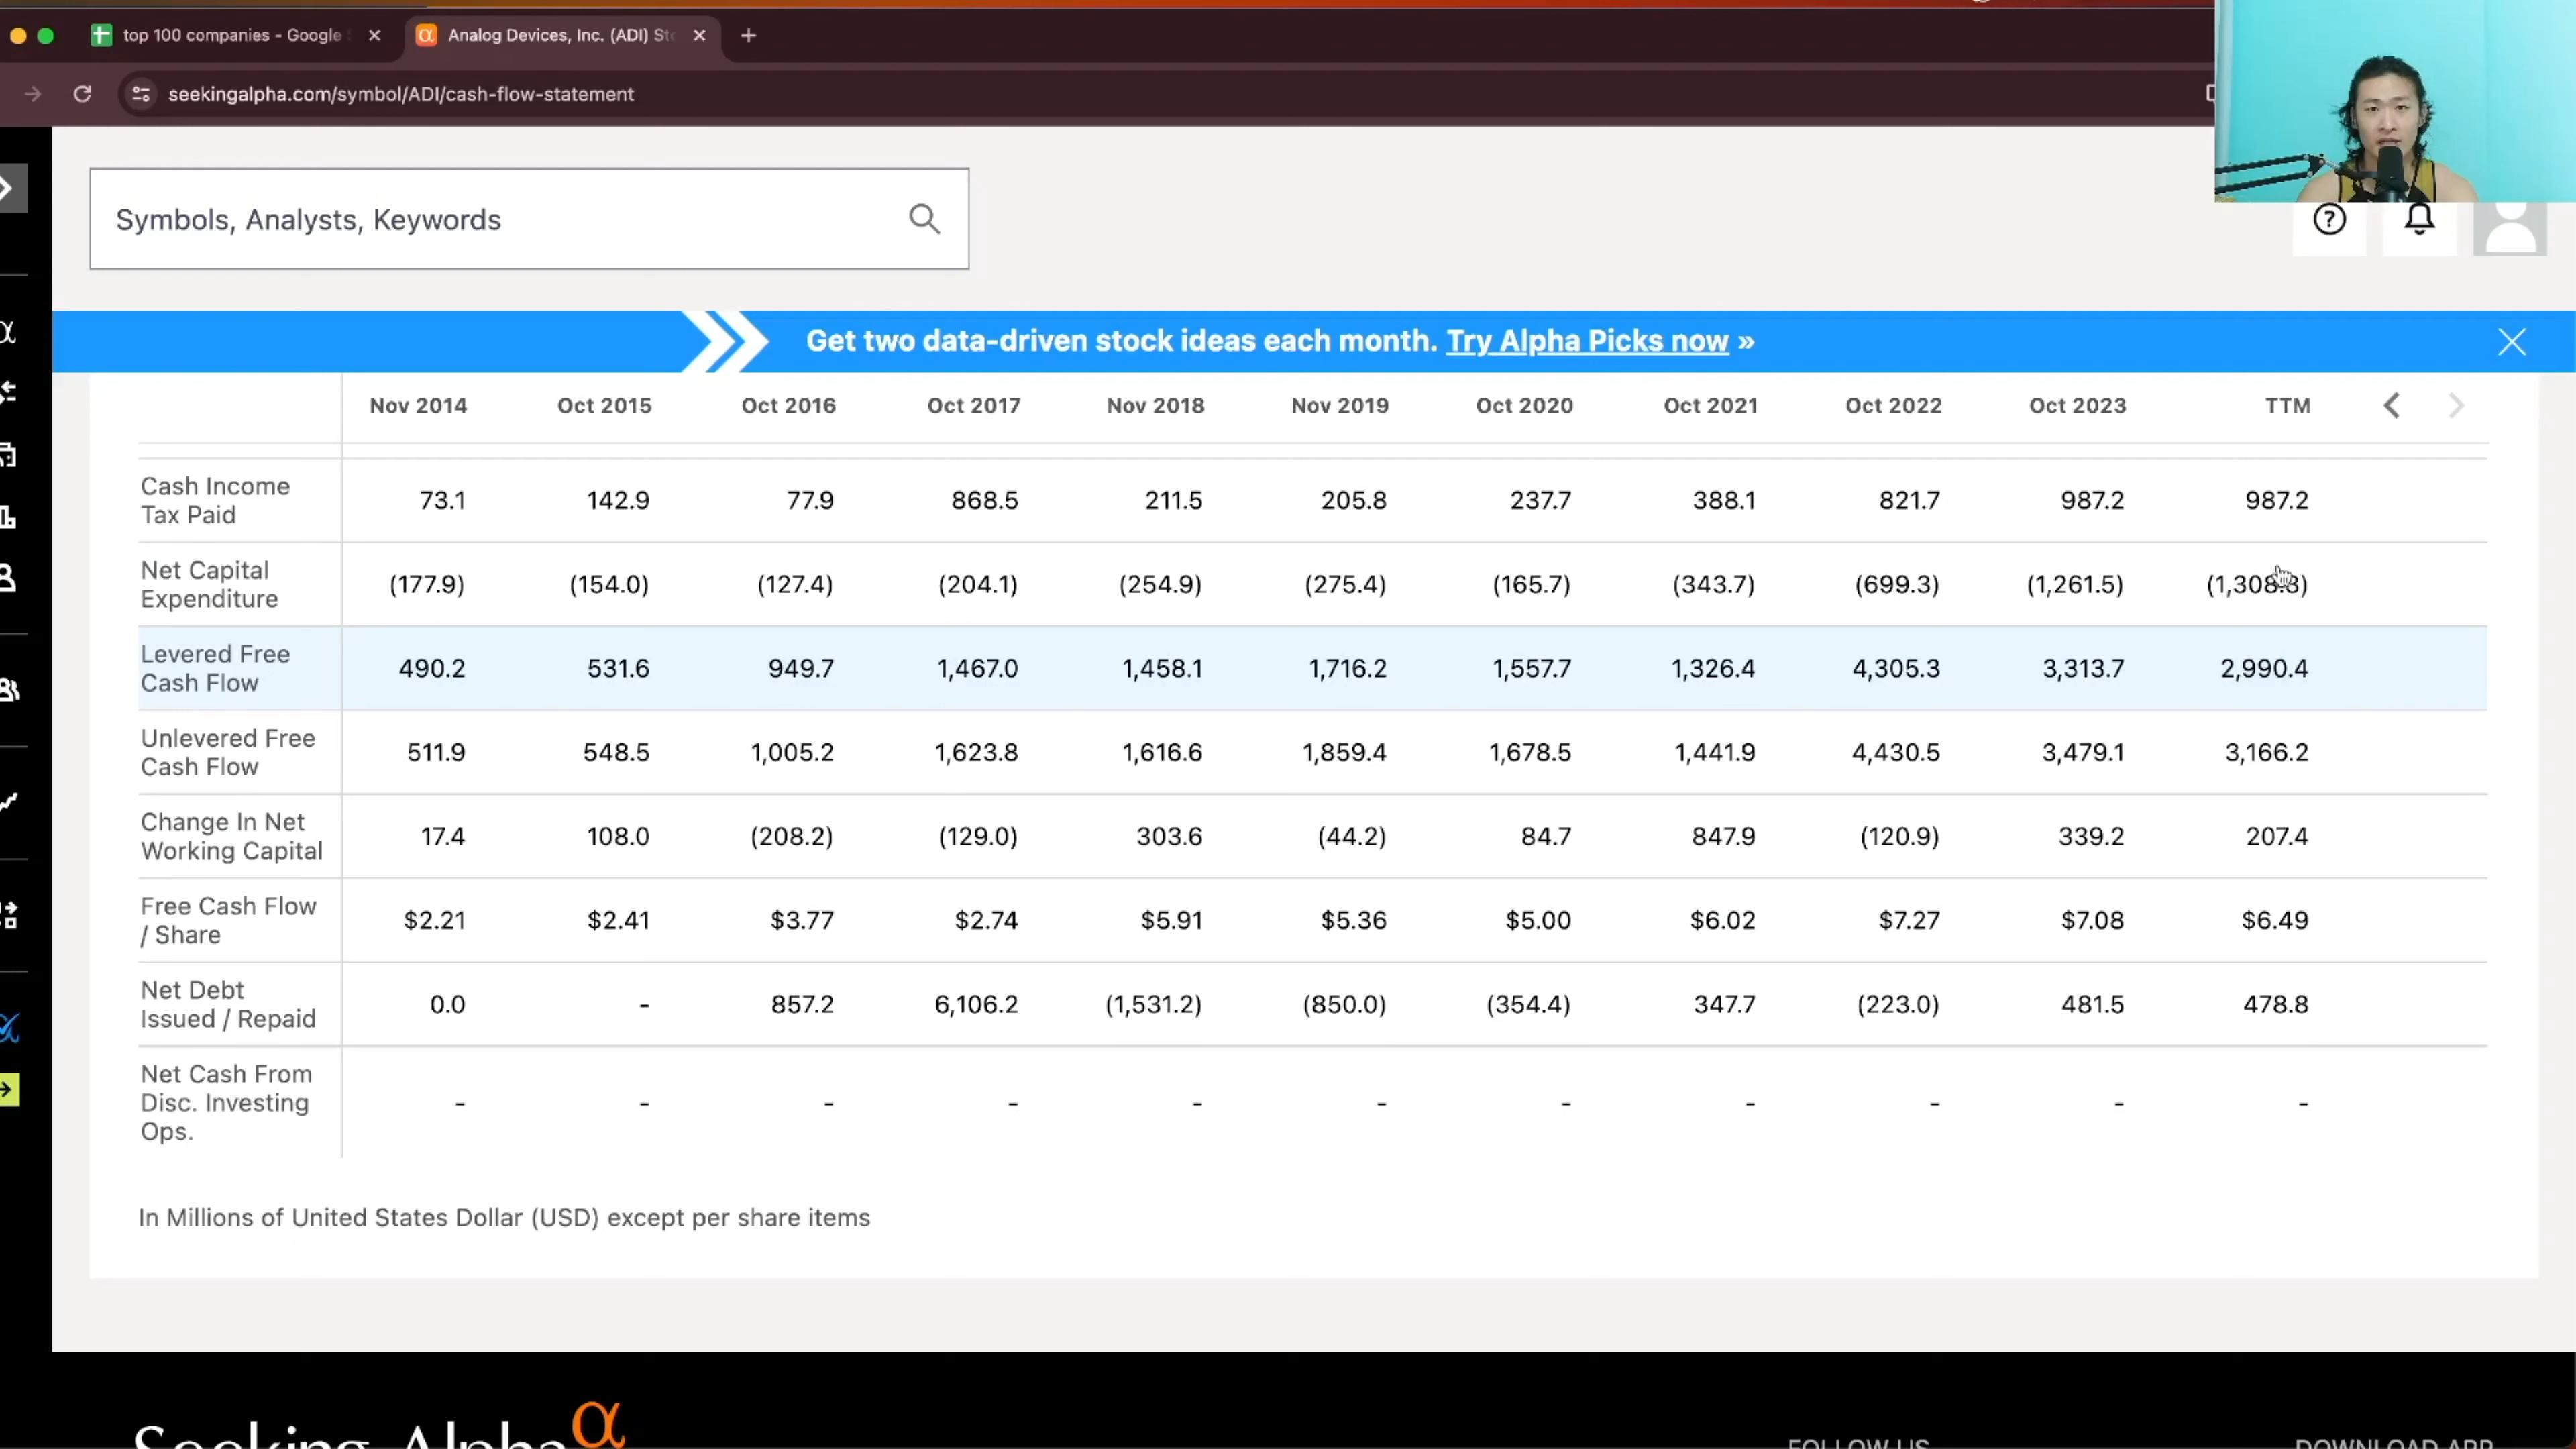 top 100 companies - Google
Analog Devices, Inc. (ADI) St
seekingalpha.com/symbol/ADI/cash-flow-statement
Symbols, Analysts, Keywords
Get two data-driven stock ideas each month. Try Alpha Picks now »
Nov 2014 Oct 2015 Oct 2016 Oct 2017 Nov 2018 Nov 2019 Oct 2020 Oct 2021 Oct 2022 Oct 2023 TTM
Cash Income
Tax Paid 73.1 142.9 77.9 868.5 211.5 205.8 237.7 388.1 821.7 987.2 987.2
Net Capital
Expenditure (177.9) (154.0) (127.4) (204.1) (254.9) (275.4) (165.7) (343.7) (699.3) (1,261.5) (1,308.3)
Levered Free
Cash Flow 490.2 531.6 949.7 1,467.0 1,458.1 1,716.2 1,557.7 1,326.4 4,305.3 3,313.7 2,990.4
Unlevered Free
Cash Flow 511.9 548.5 1,005.2 1,623.8 1,616.6 1,859.4 1,678.5 1,441.9 4,430.5 3,479.1 3,166.2
Change In Net
Working Capital 17.4 108.0 (208.2) (129.0) 303.6 (44.2) 84.7 847.9 (120.9) 339.2 207.4
Free Cash Flow
/ Share $2.21 $2.41 $3.77 $2.74 $5.91 $5.36 $5.00 $6.02 $7.27 $7.08 $6.49
Net Debt
Issued / Repaid 0.0 - 857.2 6,106.2 (1,531.2) (850.0) (354.4) 347.7 (223.0) 481.5 478.8
Net Cash From
Disc. Investing
Ops. - - - - - - - - - - -
In Millions of United States Dollar (USD) except per share items
Seeking Alpha α
FOLLOW US
DOWNLOAD APP